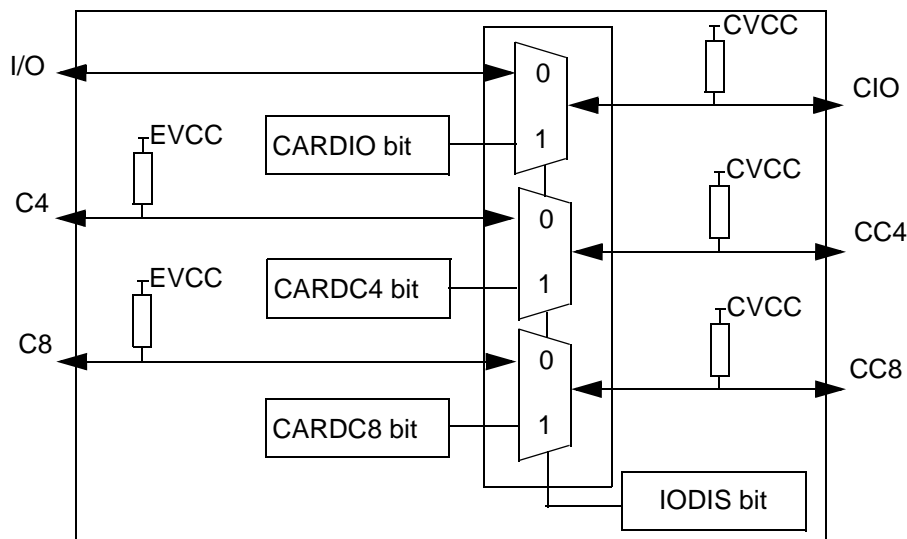 CVCC
I/O
0
CIO
EVCC
CARDIO bit
1
CVCC
C4
0
CC4
EVCC
CARDC4 bit
1
CVCC
C8
0
CC8
CARDC8 bit
1
IODIS bit